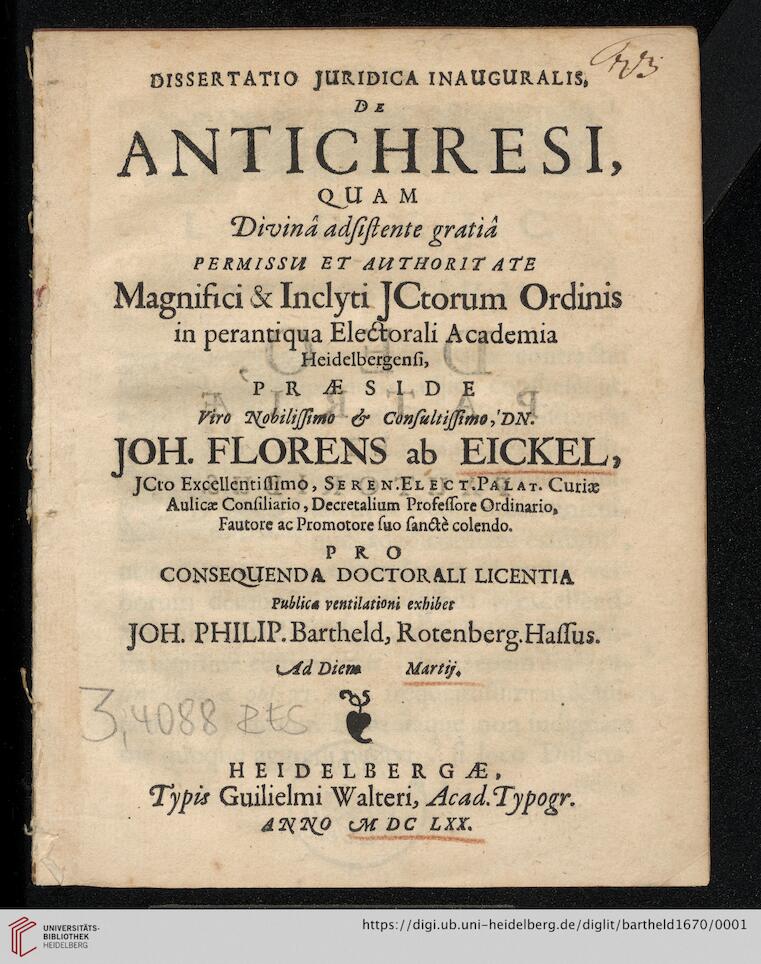 DISSERTATIO JURIDICA INAUGURALIS,
DE
ANTICHRESI,
QUAM
Divinâ adsiſtente gratiâ
PERMISSU ET AUTHORITATE
Magnifici & Inclyti JCtorum Ordinis
in perantiqua Electorali Academia
Heidelbergenſi,
PRÆSIDE
Viro Nobiliſſimo & Conſultiſſimo, DN.
JOH. FLORENS ab EICKEL,
JCto Excellentiſſimo, SEREN.ELECT.PALAT. Curiæ
Aulicæ Conſiliario, Decretalium Profeſſore Ordinario,
Fautore ac Promotore ſuo ſanctè colendo.
PRO
CONSEQUENDA DOCTORALI LICENTIA
Publicæ ventilationi exhibet
JOH. PHILIP. Bartheld, Rotenberg. Haſſus.
Ad Diem Martij.
3,4088 RES
HEIDELBERGÆ,
Typis Guilielmi Walteri, Acad. Typogr.
ANNO M DC LXX.
UNIVERSITÄTS-
BIBLIOTHEK
HEIDELBERG
https://digi.ub.uni-heidelberg.de/diglit/bartheld1670/0001